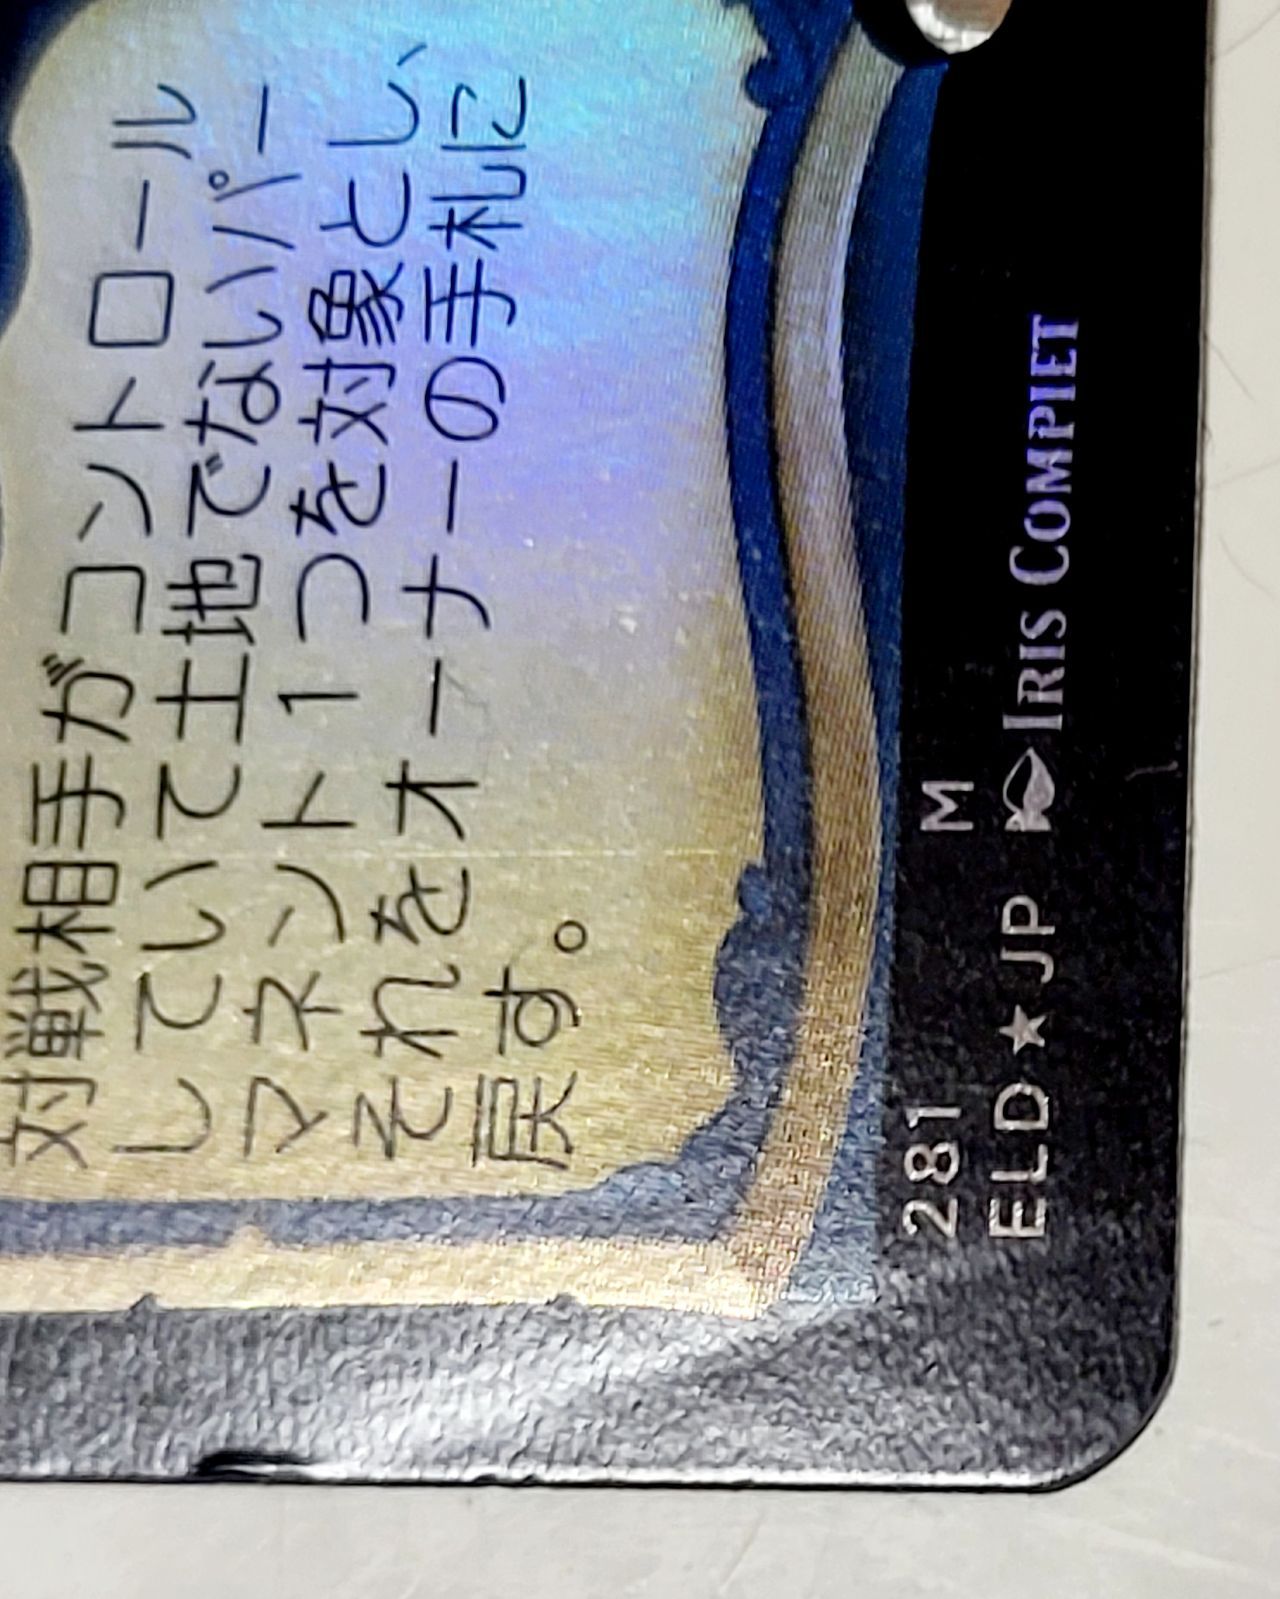 対戦相手がコントロール
していて土地でないパー
マネント1つを対象とし、
それをオーナーの手札に
戻す。
281 M
ELD★JP IRIS COMPIET